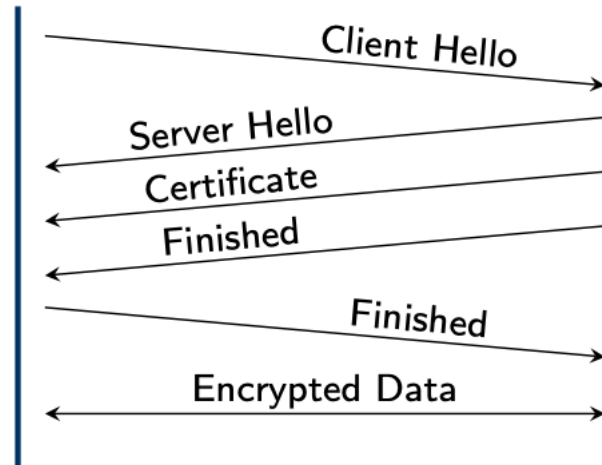 Client Hello
Server Hello
Certificate
Finished
Finished
Encrypted Data